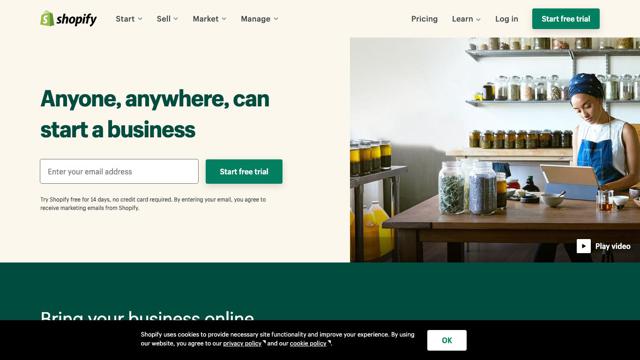 shopify
Start
Sell
Market
Manage
Pricing
Learn
Log in
Start free trial
Anyone, anywhere, can
start a business
Enter your email address
Start free trial
Try Shopify free for 14 days, no credit card required. By entering your email, you agree to
receive marketing emails from Shopify.
Play video
Bring your business online
Shopify uses cookies to provide necessary site functionality and improve your experience. By using
our website, you agree to our privacy policy and our cookie policy.
OK